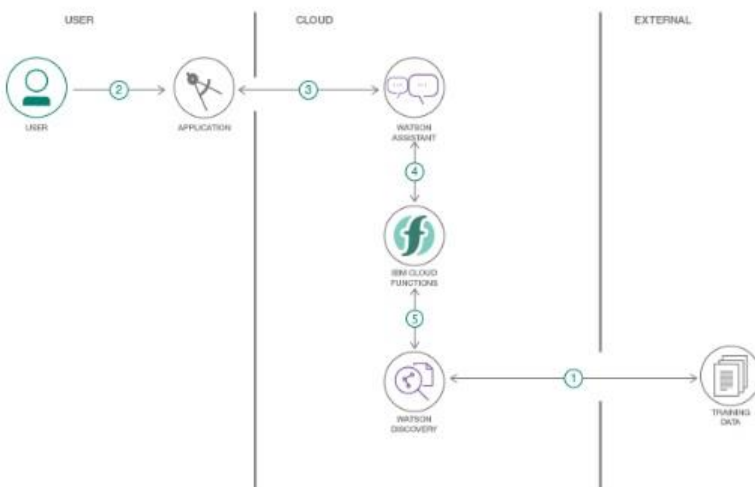 USER
CLOUD
EXTERNAL
2
3
USER
APPLICATION
WATSON
ASSISTANT
4
IBM CLOUD
FUNCTIONS
5
1
WATSON
DISCOVERY
TRAINING
DATA